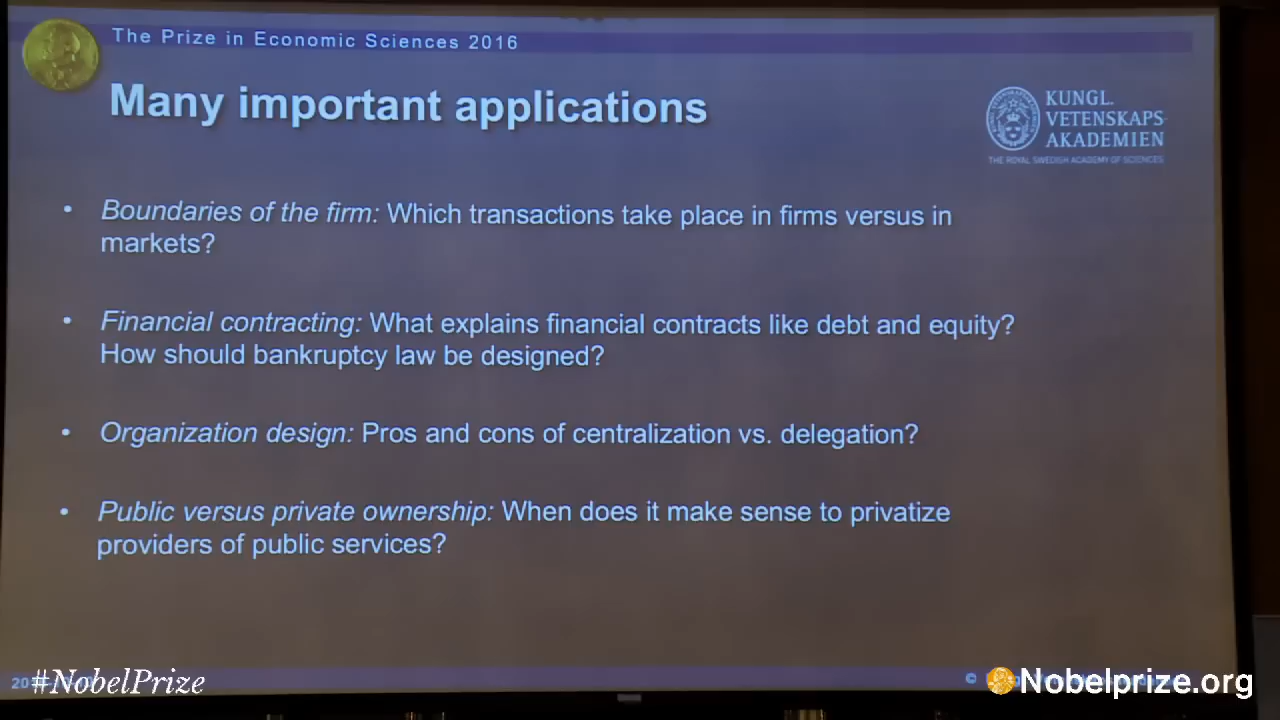 The Prize in Economic Sciences 2016
Many important applications
KUNGL.
VETENSKAPS-
AKADEMIEN
THE ROYAL SWEDISH ACADEMY OF SCIENCES
• Boundaries of the firm: Which transactions take place in firms versus in
markets?
• Financial contracting: What explains financial contracts like debt and equity?
How should bankruptcy law be designed?
• Organization design: Pros and cons of centralization vs. delegation?
• Public versus private ownership: When does it make sense to privatize
providers of public services?
#NobelPrize
©
Nobelprize.org